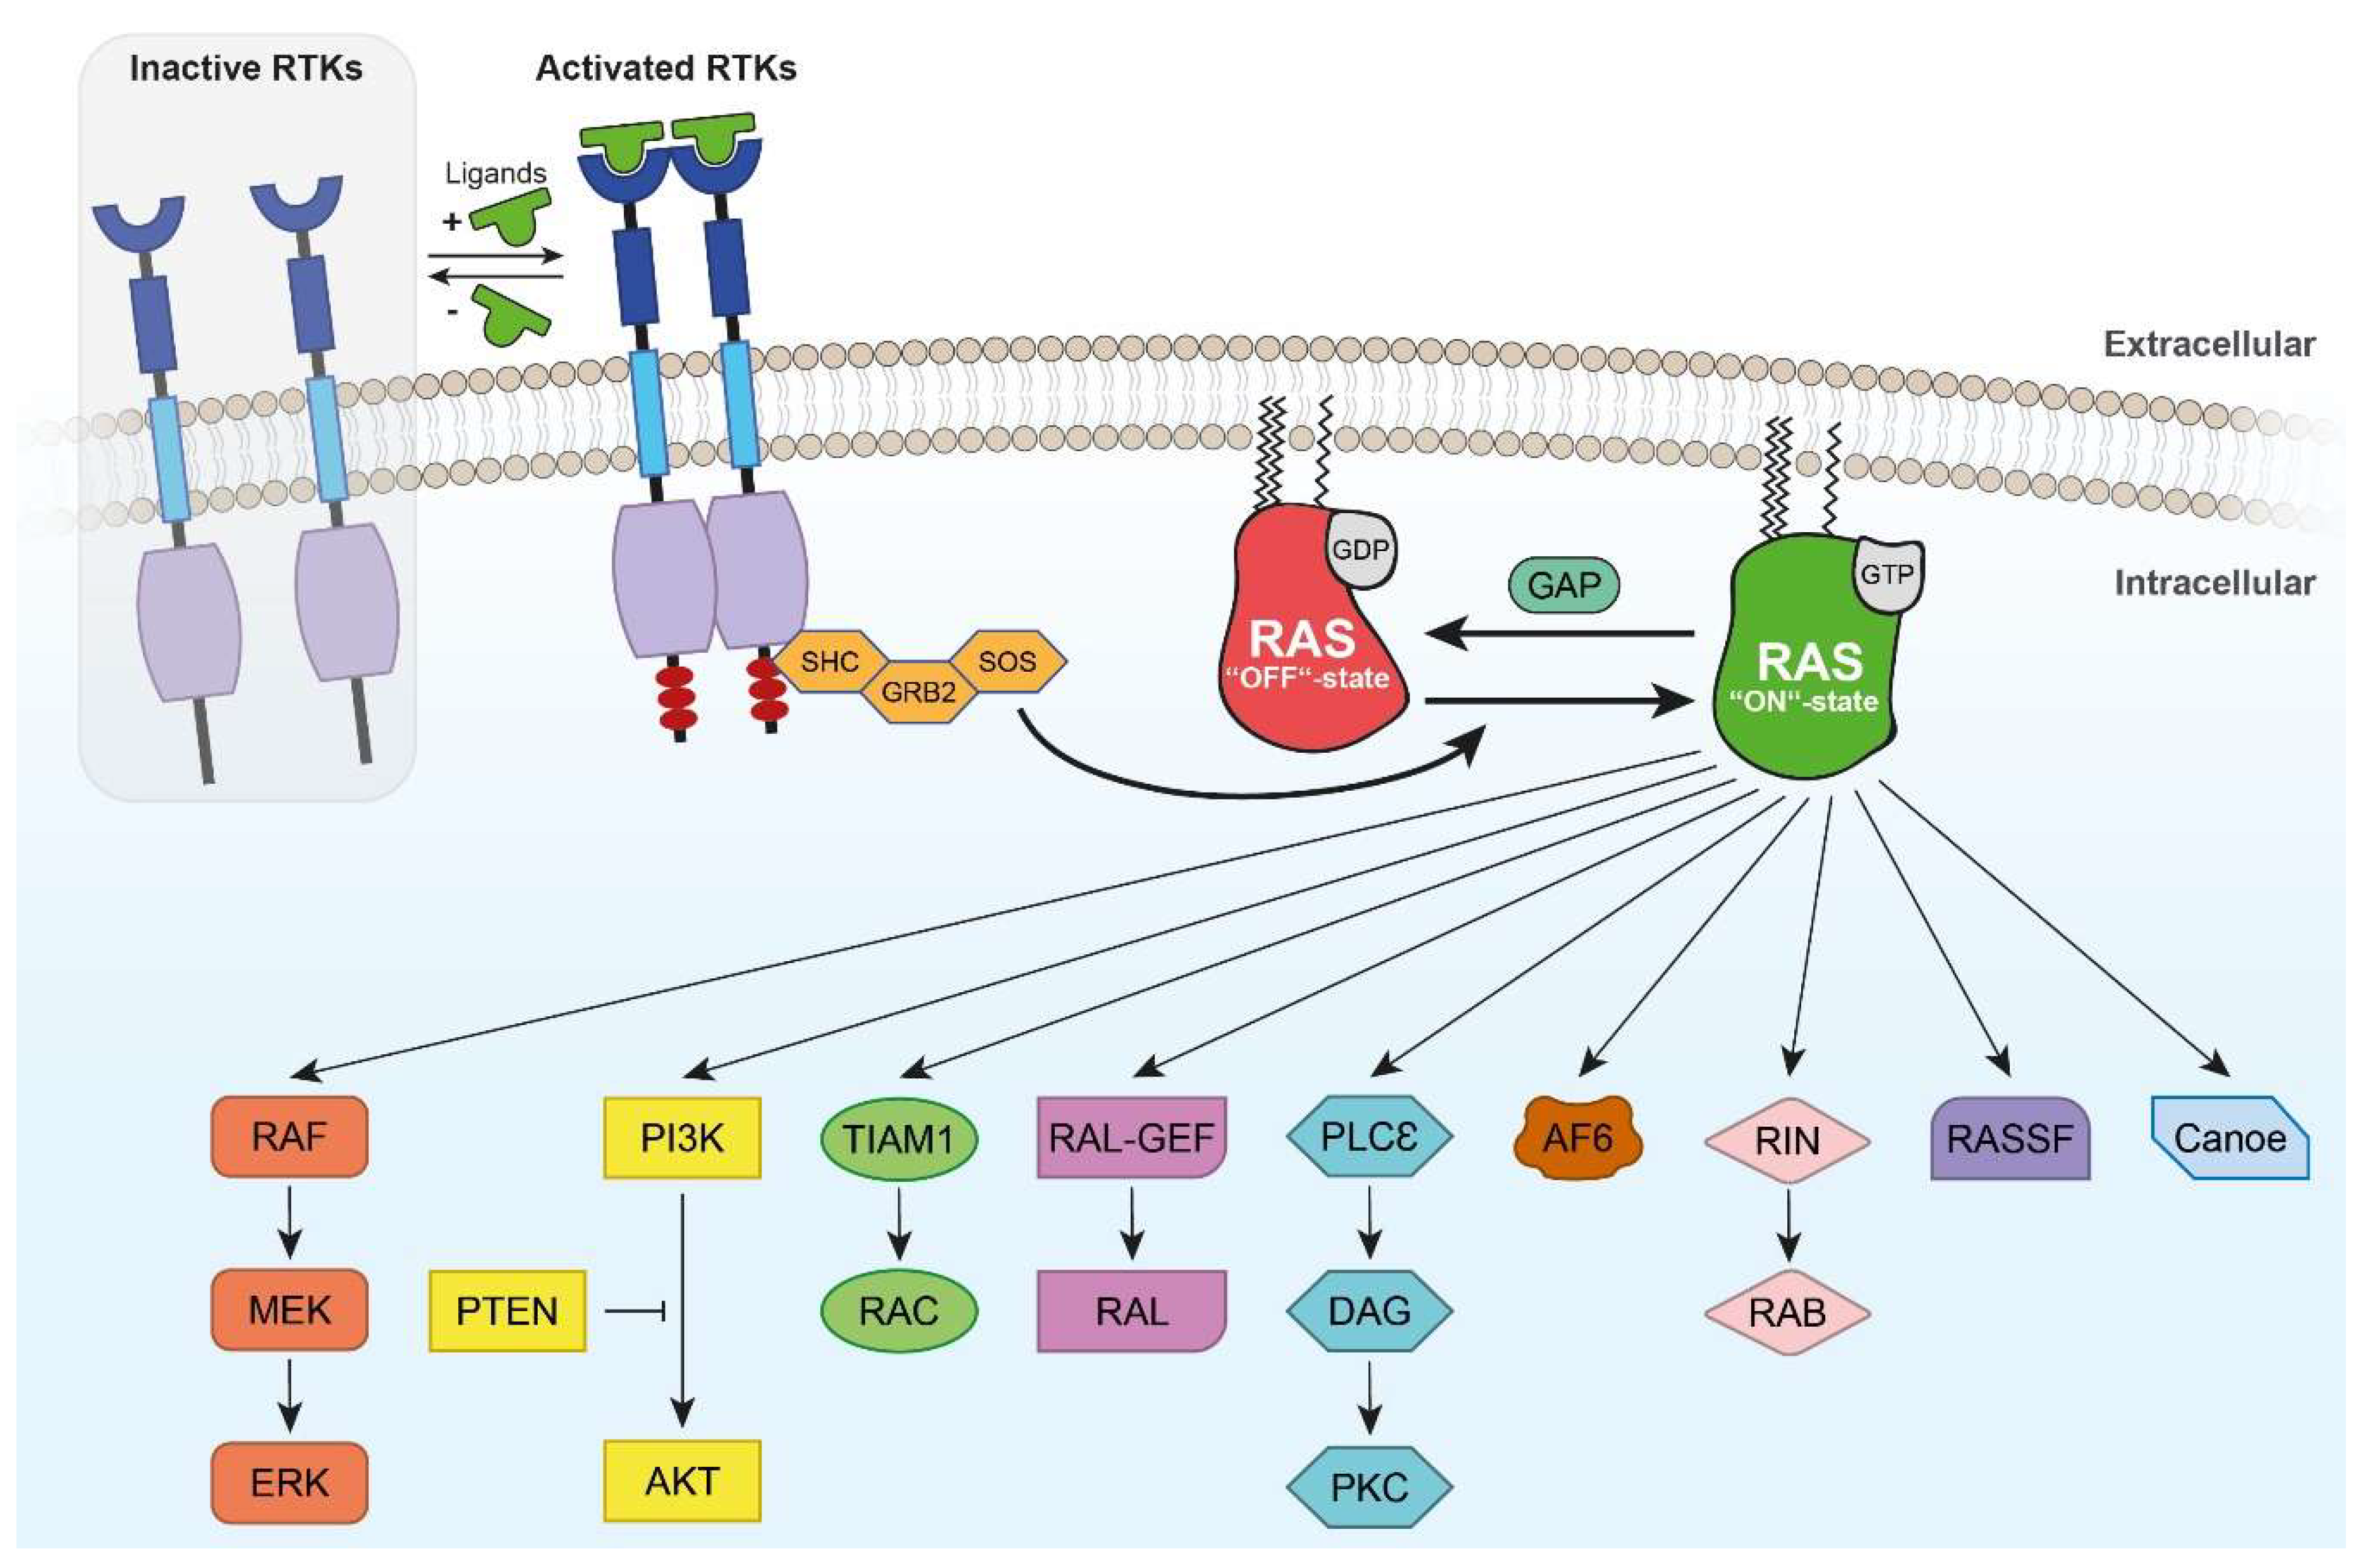 Inactive RTKs
Activated RTKs
Ligands
+
-
Extracellular
Intracellular
GDP
GTP
GAP
RAS
“OFF“-state
RAS
“ON“-state
SHC
GRB2
SOS
RAF
PI3K
TIAM1
RAL-GEF
PLCƐ
AF6
RIN
RASSF
Canoe
MEK
PTEN
RAC
RAL
DAG
RAB
ERK
AKT
PKC